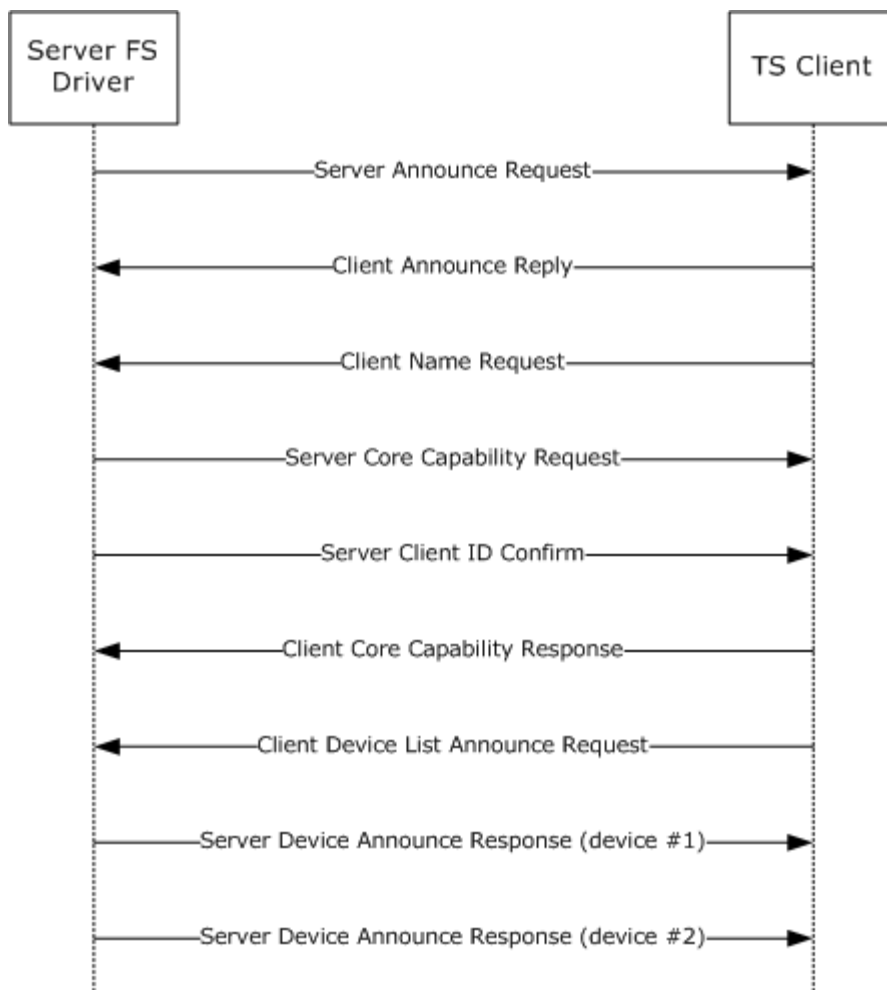 Server FS
Driver
TS Client
Server Announce Request
Client Announce Reply
Client Name Request
Server Core Capability Request
Server Client ID Confirm
Client Core Capability Response
Client Device List Announce Request
Server Device Announce Response (device #1)
Server Device Announce Response (device #2)